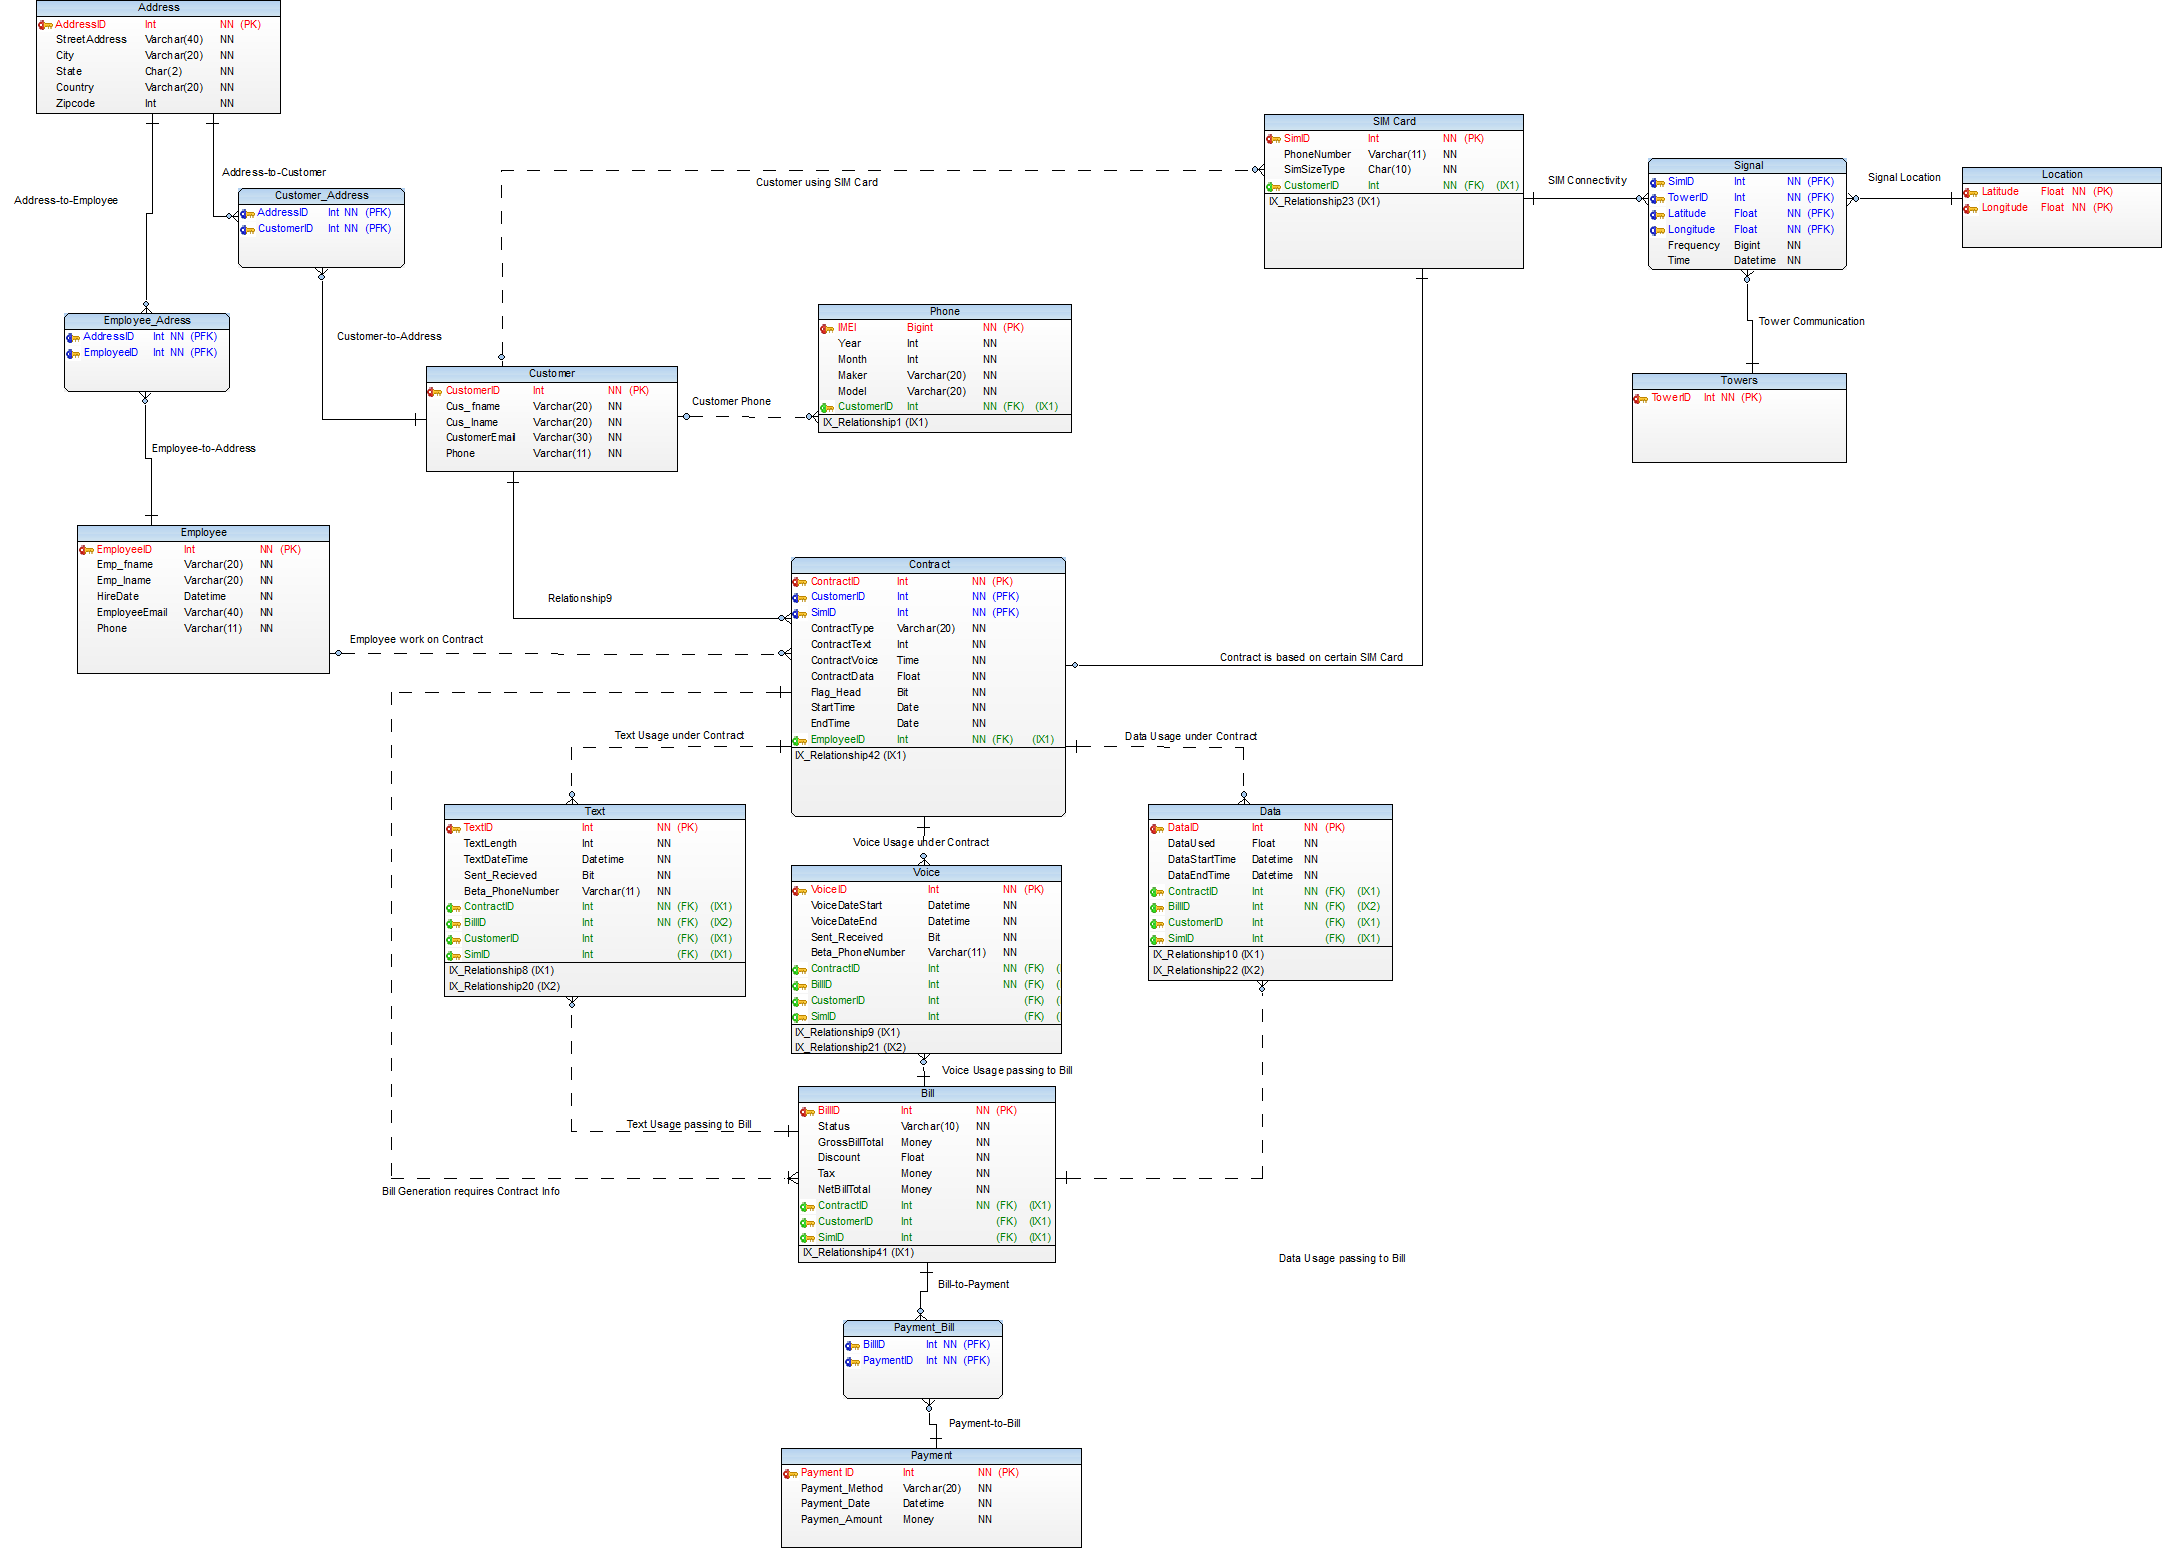 Address
AddressID Int NN (PK)
StreetAddress Varchar(40) NN
City Varchar(20) NN
State Char(2) NN
Country Varchar(20) NN
Zipcode Int NN
Address-to-Employee
Address-to-Customer
Customer_Address
AddressID Int NN (PFK)
CustomerID Int NN (PFK)
Customer-to-Address
Employee_Adress
AddressID Int NN (PFK)
EmployeeID Int NN (PFK)
Employee-to-Address
Employee
EmployeeID Int NN (PK)
Emp_fname Varchar(20) NN
Emp_lname Varchar(20) NN
HireDate Datetime NN
EmployeeEmail Varchar(40) NN
Phone Varchar(11) NN
Employee work on Contract
Customer using SIM Card
Customer
CustomerID Int NN (PK)
Cus_fname Varchar(20) NN
Cus_lname Varchar(20) NN
CustomerEmail Varchar(30) NN
Phone Varchar(11) NN
Customer Phone
Phone
IMEI Bigint NN (PK)
Year Int NN
Month Int NN
Maker Varchar(20) NN
Model Varchar(20) NN
CustomerID Int NN (FK) (IX1)
IX_Relationship1 (IX1)
SIM Card
SimID Int NN (PK)
PhoneNumber Varchar(11) NN
SimSizeType Char(10) NN
CustomerID Int NN (FK) (IX1)
IX_Relationship23 (IX1)
SIM Connectivity
Signal
SimID Int NN (PFK)
TowerID Int NN (PFK)
Latitude Float NN (PFK)
Longitude Float NN (PFK)
Frequency Bigint NN
Time Datetime NN
Signal Location
Location
Latitude Float NN (PK)
Longitude Float NN (PK)
Tower Communication
Towers
TowerID Int NN (PK)
Relationship9
Contract
ContractID Int NN (PK)
CustomerID Int NN (PFK)
SimID Int NN (PFK)
ContractType Varchar(20) NN
ContractText Int NN
ContractVoice Time NN
ContractData Float NN
Flag_Head Bit NN
StartTime Date NN
EndTime Date NN
EmployeeID Int NN (FK) (IX1)
IX_Relationship42 (IX1)
Contract is based on certain SIM Card
Text Usage under Contract
Data Usage under Contract
Voice Usage under Contract
Text
TextID Int NN (PK)
TextLength Int NN
TextDateTime Datetime NN
Sent_Recieved Bit NN
Beta_PhoneNumber Varchar(11) NN
ContractID Int NN (FK) (IX1)
BillID Int NN (FK) (IX2)
CustomerID Int (FK) (IX1)
SimID Int (FK) (IX1)
IX_Relationship8 (IX1)
IX_Relationship20 (IX2)
Voice
VoiceID Int NN (PK)
VoiceDateStart Datetime NN
VoiceDateEnd Datetime NN
Sent_Received Bit NN
Beta_PhoneNumber Varchar(11) NN
ContractID Int NN (FK) (
BillID Int NN (FK) (
CustomerID Int (FK) (
SimID Int (FK) (
IX_Relationship9 (IX1)
IX_Relationship21 (IX2)
Data
DataID Int NN (PK)
DataUsed Float NN
DataStartTime Datetime NN
DataEndTime Datetime NN
ContractID Int NN (FK) (IX1)
BillID Int NN (FK) (IX2)
CustomerID Int (FK) (IX1)
SimID Int (FK) (IX1)
IX_Relationship10 (IX1)
IX_Relationship22 (IX2)
Voice Usage passing to Bill
Text Usage passing to Bill
Bill Generation requires Contract Info
Data Usage passing to Bill
Bill
BillID Int NN (PK)
Status Varchar(10) NN
GrossBillTotal Money NN
Discount Float NN
Tax Money NN
NetBillTotal Money NN
ContractID Int NN (FK) (IX1)
CustomerID Int (FK) (IX1)
SimID Int (FK) (IX1)
IX_Relationship41 (IX1)
Bill-to-Payment
Payment_Bill
BillID Int NN (PFK)
PaymentID Int NN (PFK)
Payment-to-Bill
Payment
Payment ID Int NN (PK)
Payment_Method Varchar(20) NN
Payment_Date Datetime NN
Paymen_Amount Money NN